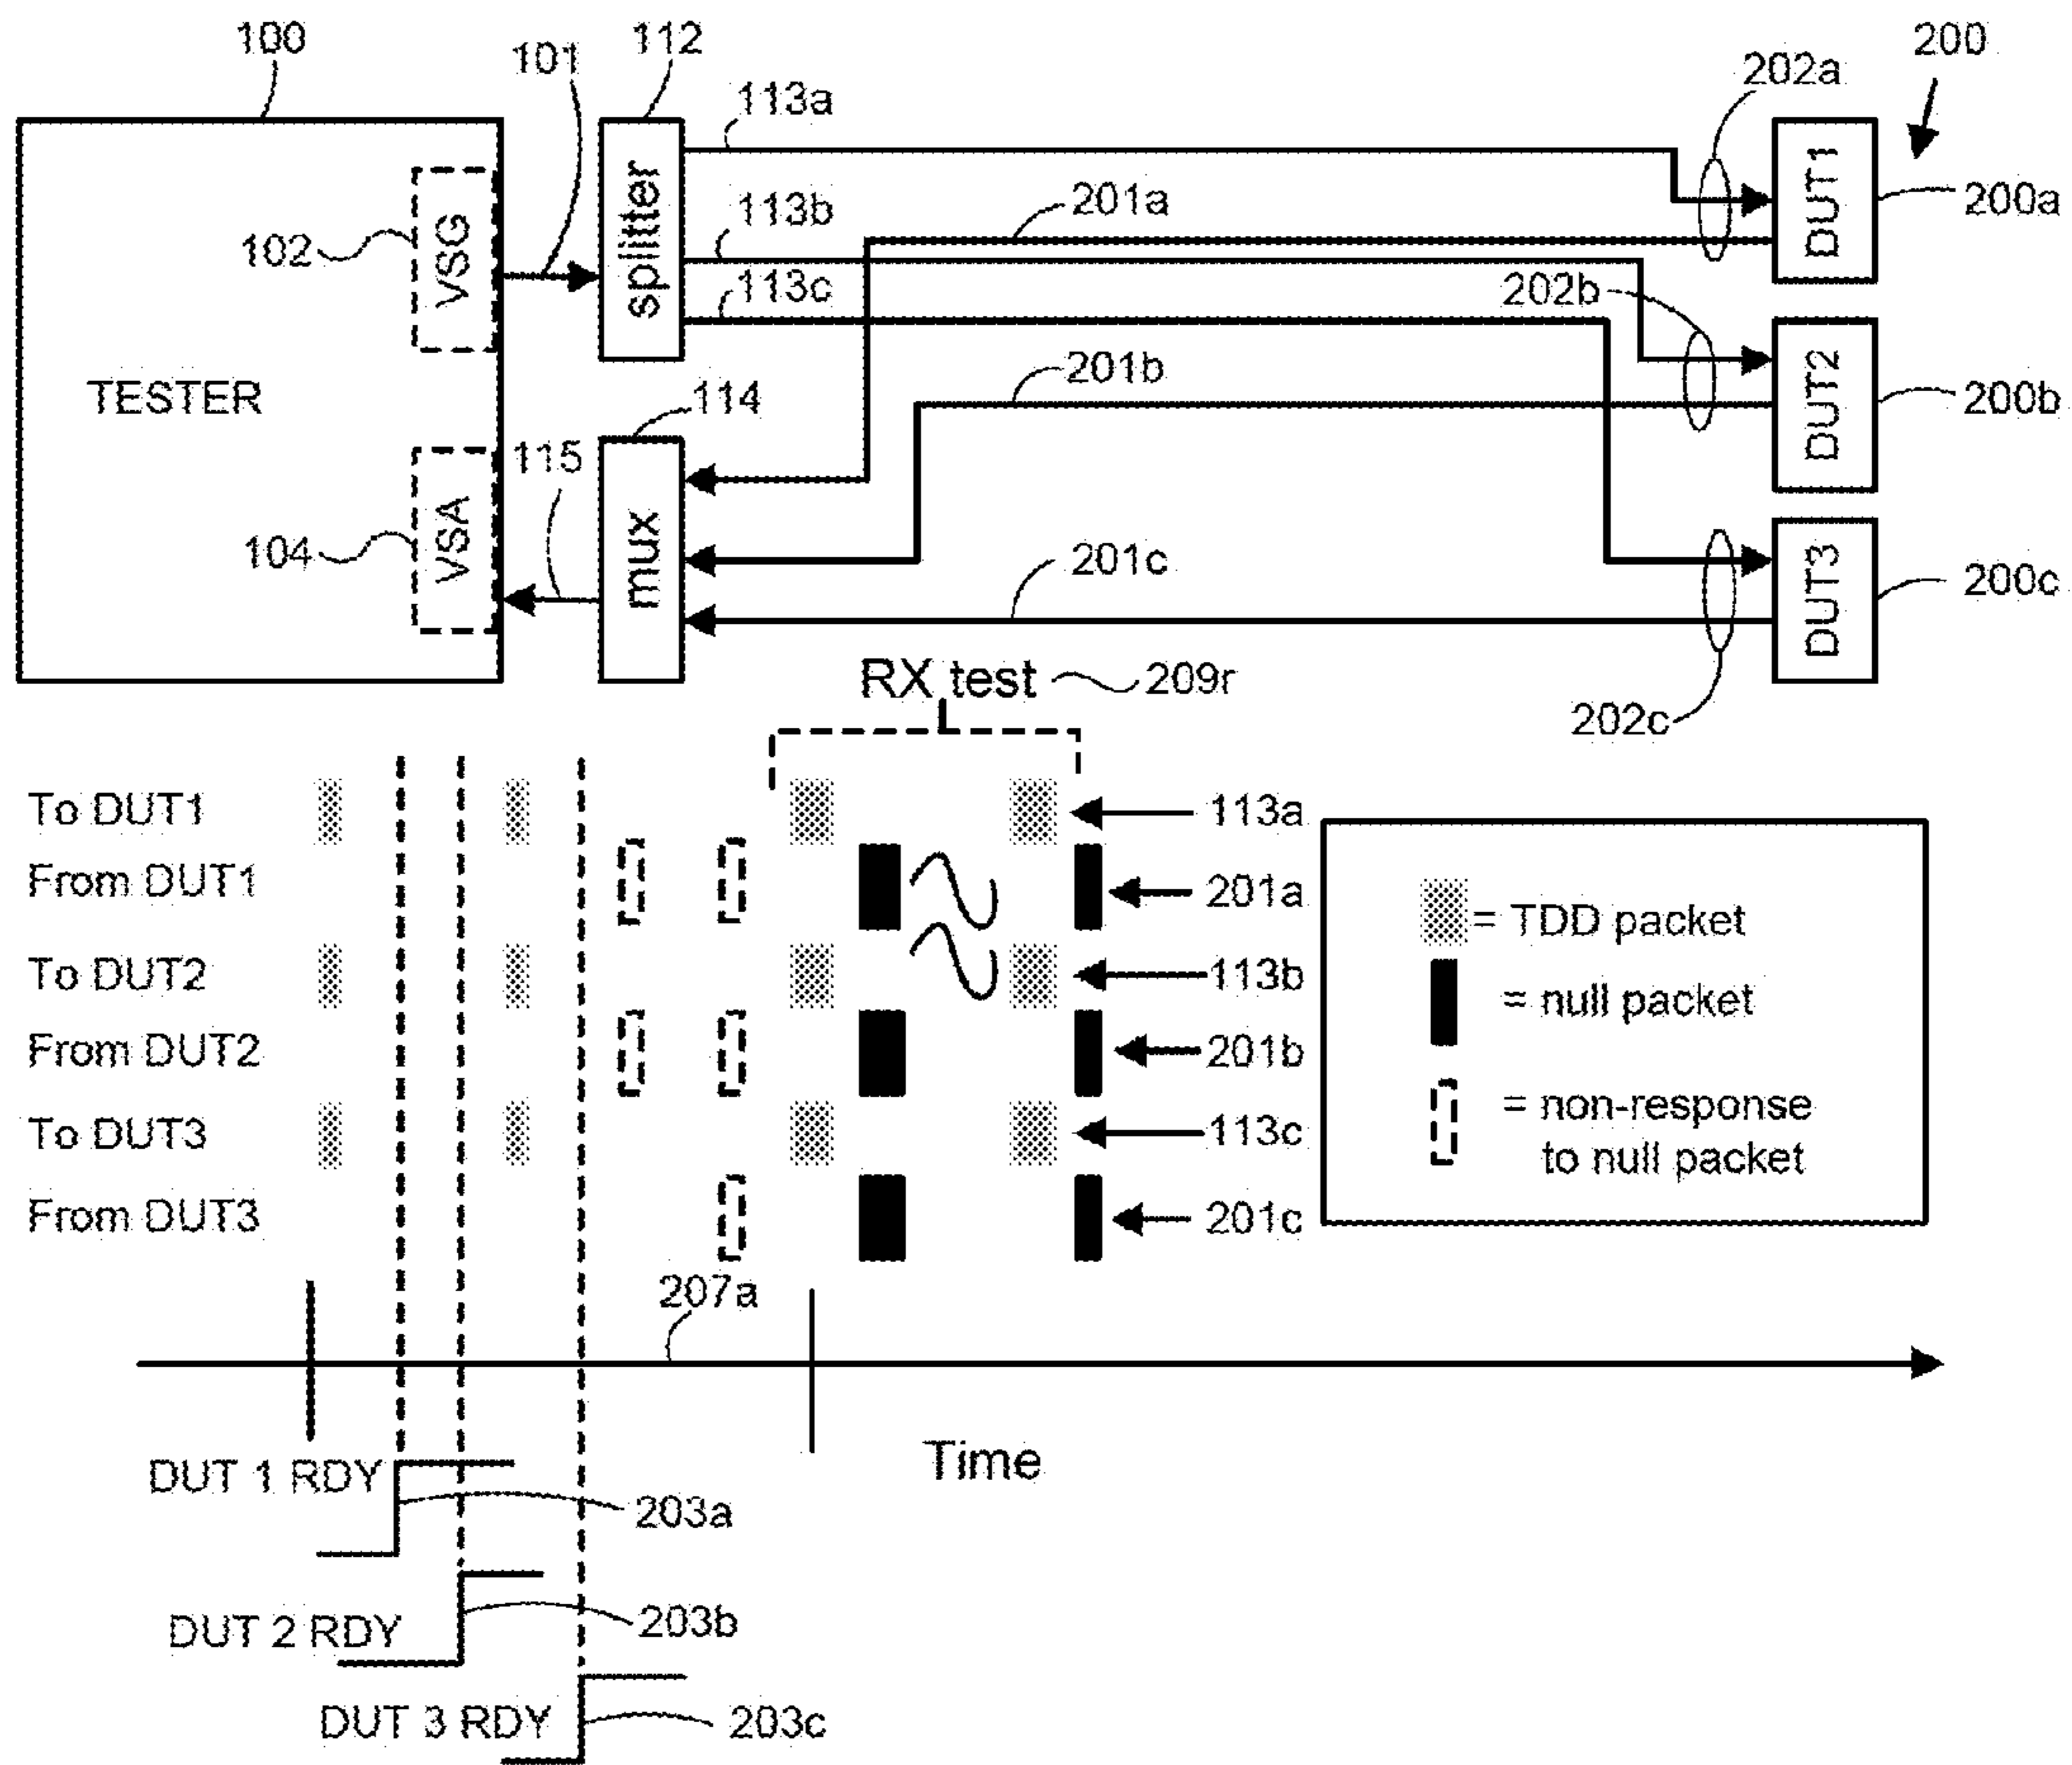 100
101
112
113a
202a
200
splitter
DUT1
200a
VSG
102
113b
201a
113c
202b
TESTER
201b
DUT2
200b
114
115
VSA
104
mux
201c
DUT3
200c
RX test
209r
202c
To DUT1
113a
From DUT1
201a
= TDD packet
To DUT2
113b
= null packet
From DUT2
201b
To DUT3
113c
= non-response
to null packet
From DUT3
201c
207a
Time
DUT 1 RDY
203a
DUT 2 RDY
203b
DUT 3 RDY
203c